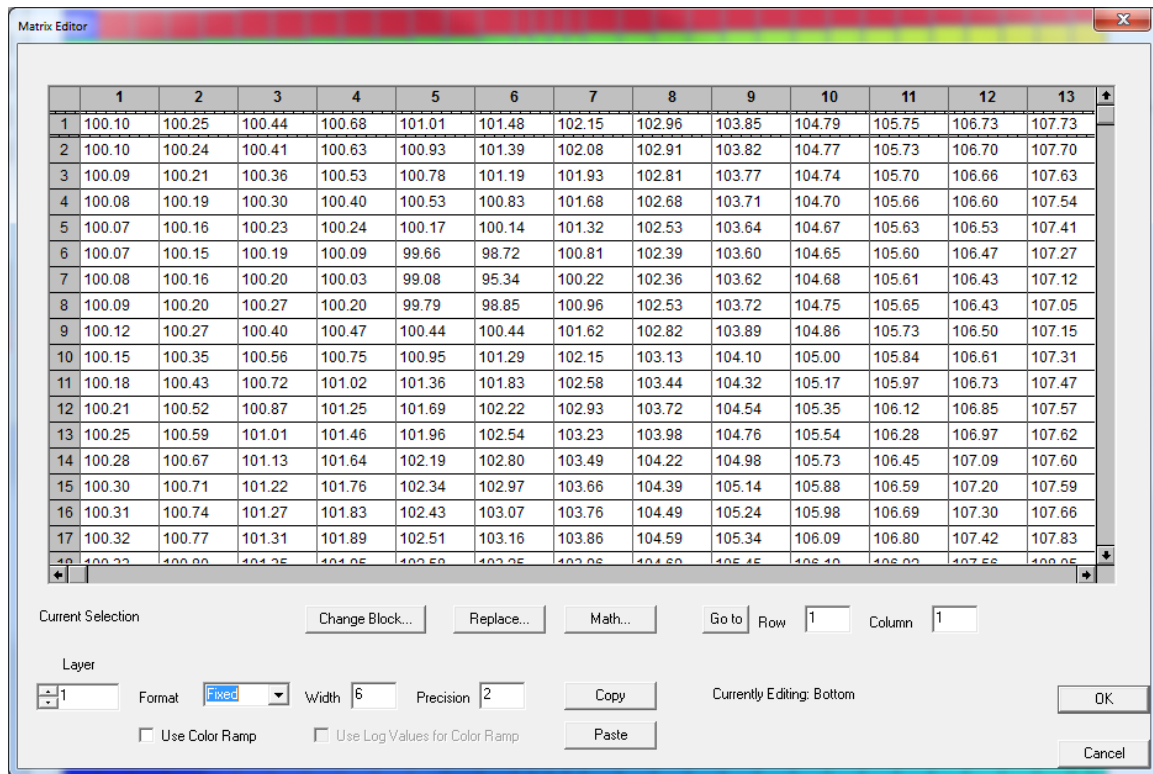 Matrix Editor
1 2 3 4 5 6 7 8 9 10 11 12 13
1 100.10 100.25 100.44 100.68 101.01 101.48 102.15 102.96 103.85 104.79 105.75 106.73 107.73
2 100.10 100.24 100.41 100.63 100.93 101.39 102.08 102.91 103.82 104.77 105.73 106.70 107.70
3 100.09 100.21 100.36 100.53 100.78 101.19 101.93 102.81 103.77 104.74 105.70 106.66 107.63
4 100.08 100.19 100.30 100.40 100.53 100.83 101.68 102.68 103.71 104.70 105.66 106.60 107.54
5 100.07 100.16 100.23 100.24 100.17 100.14 101.32 102.53 103.64 104.67 105.63 106.53 107.41
6 100.07 100.15 100.19 100.09 99.66 98.72 100.81 102.39 103.60 104.65 105.60 106.47 107.27
7 100.08 100.16 100.20 100.03 99.08 95.34 100.22 102.36 103.62 104.68 105.61 106.43 107.12
8 100.09 100.20 100.27 100.20 99.79 98.85 100.96 102.53 103.72 104.75 105.65 106.43 107.05
9 100.12 100.27 100.40 100.47 100.44 100.44 101.62 102.82 103.89 104.86 105.73 106.50 107.15
10 100.15 100.35 100.56 100.75 100.95 101.29 102.15 103.13 104.10 105.00 105.84 106.61 107.31
11 100.18 100.43 100.72 101.02 101.36 101.83 102.58 103.44 104.32 105.17 105.97 106.73 107.47
12 100.21 100.52 100.87 101.25 101.69 102.22 102.93 103.72 104.54 105.35 106.12 106.85 107.57
13 100.25 100.59 101.01 101.46 101.96 102.54 103.23 103.98 104.76 105.54 106.28 106.97 107.62
14 100.28 100.67 101.13 101.64 102.19 102.80 103.49 104.22 104.98 105.73 106.45 107.09 107.60
15 100.30 100.71 101.22 101.76 102.34 102.97 103.66 104.39 105.14 105.88 106.59 107.20 107.59
16 100.31 100.74 101.27 101.83 102.43 103.07 103.76 104.49 105.24 105.98 106.69 107.30 107.66
17 100.32 100.77 101.31 101.89 102.51 103.16 103.86 104.59 105.34 106.09 106.80 107.42 107.83
Current Selection Change Block... Replace... Math... Go to Row 1 Column 1
Layer
1 Format Fixed Width 6 Precision 2 Copy Currently Editing: Bottom OK
Use Color Ramp Use Log Values for Color Ramp Paste
Cancel